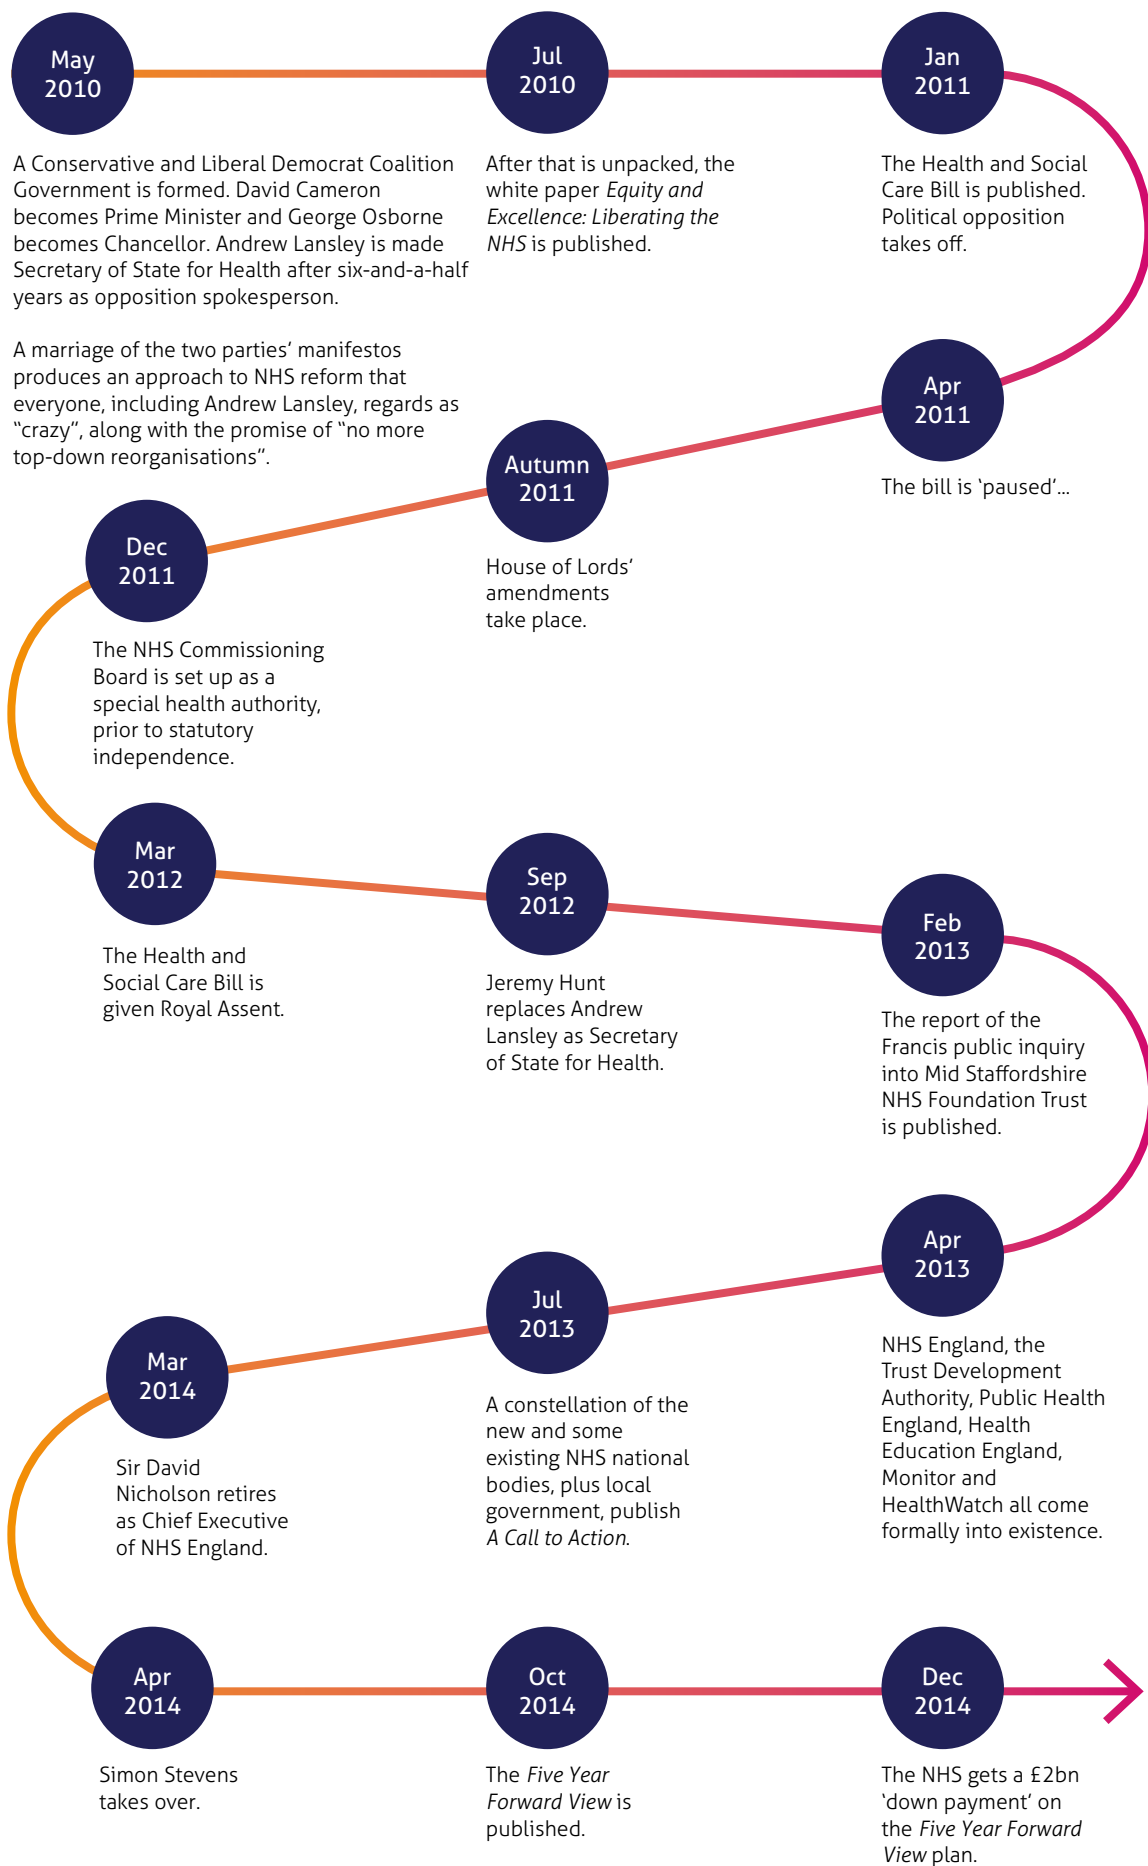 May
2010
A Conservative and Liberal Democrat Coalition
Government is formed. David Cameron
becomes Prime Minister and George Osborne
becomes Chancellor. Andrew Lansley is made
Secretary of State for Health after six-and-a-half
years as opposition spokesperson.
A marriage of the two parties’ manifestos
produces an approach to NHS reform that
everyone, including Andrew Lansley, regards as
“crazy”, along with the promise of “no more
top-down reorganisations”.
Jul
2010
After that is unpacked, the
white paper Equity and
Excellence: Liberating the
NHS is published.
Jan
2011
The Health and Social
Care Bill is published.
Political opposition
takes off.
Apr
2011
The bill is ‘paused’...
Autumn
2011
House of Lords’
amendments
take place.
Dec
2011
The NHS Commissioning
Board is set up as a
special health authority,
prior to statutory
independence.
Mar
2012
The Health and
Social Care Bill is
given Royal Assent.
Sep
2012
Jeremy Hunt
replaces Andrew
Lansley as Secretary
of State for Health.
Feb
2013
The report of the
Francis public inquiry
into Mid Staffordshire
NHS Foundation Trust
is published.
Apr
2013
NHS England, the
Trust Development
Authority, Public Health
England, Health
Education England,
Monitor and
HealthWatch all come
formally into existence.
Jul
2013
A constellation of the
new and some
existing NHS national
bodies, plus local
government, publish
A Call to Action.
Mar
2014
Sir David
Nicholson retires
as Chief Executive
of NHS England.
Apr
2014
Simon Stevens
takes over.
Oct
2014
The Five Year
Forward View is
published.
Dec
2014
The NHS gets a £2bn
‘down payment’ on
the Five Year Forward
View plan.